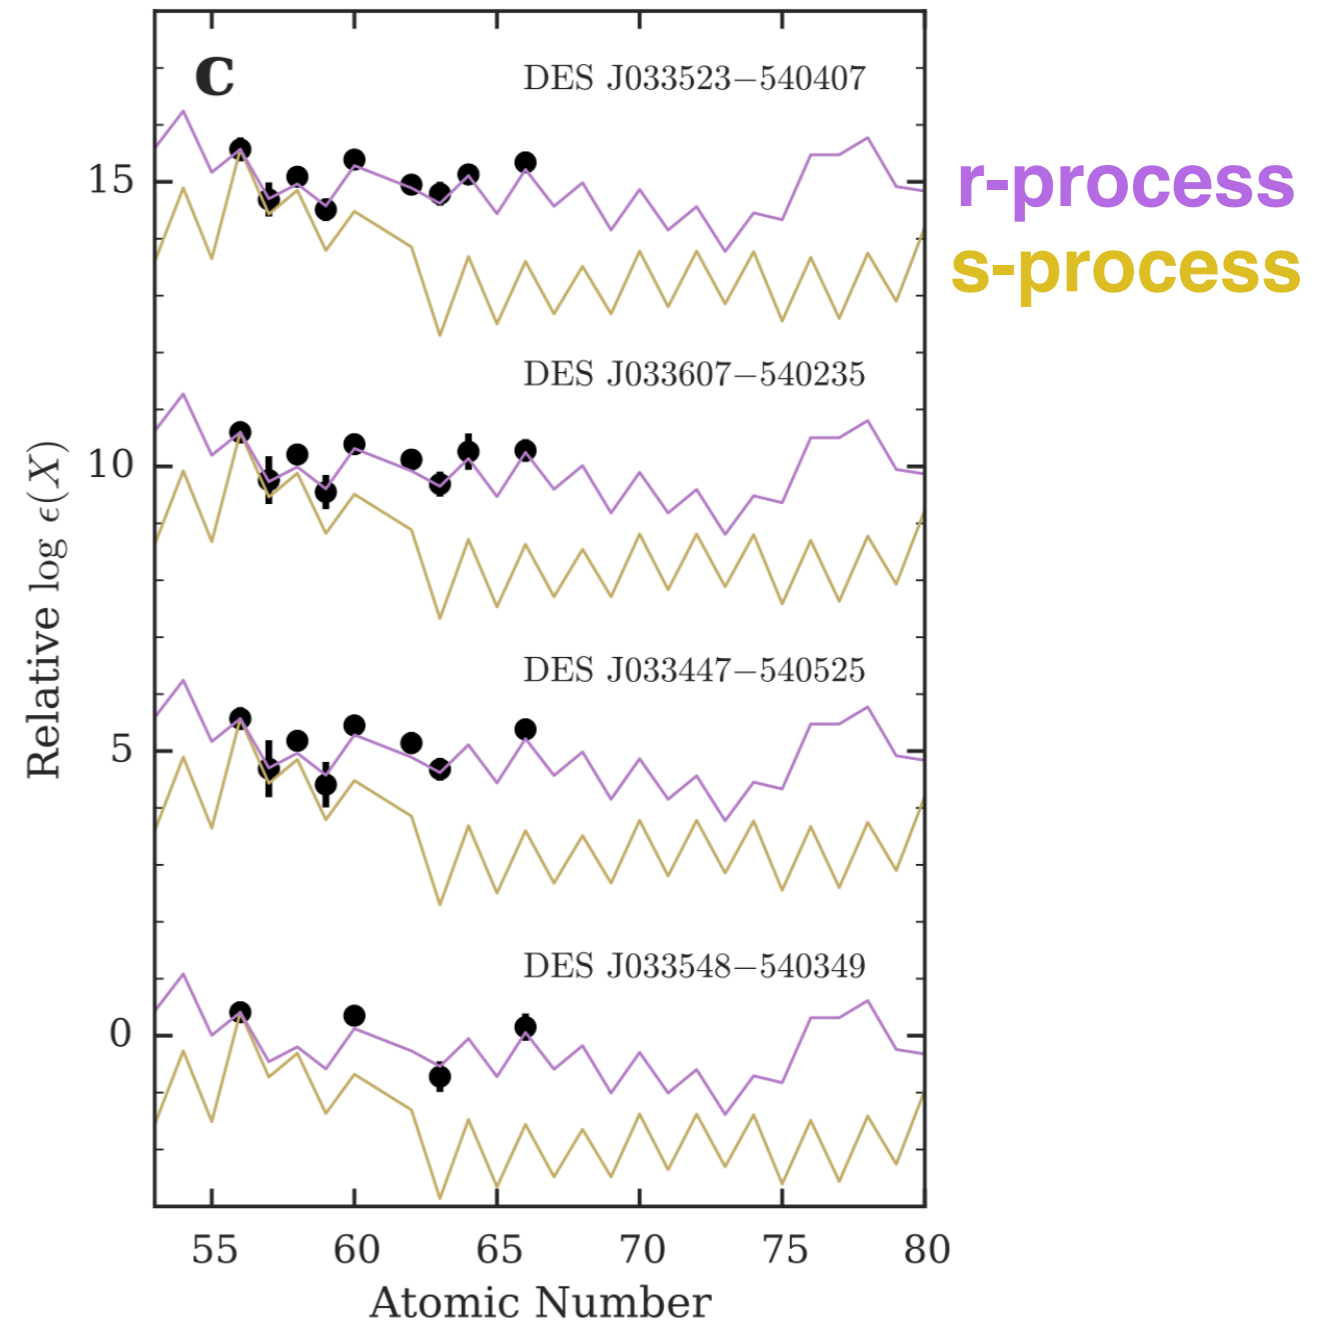 c
DES J033523−540407
r-process
15
s-process
DES J033607−540235
10
Relative log ϵ(X)
DES J033447−540525
5
DES J033548−540349
0
55 60 65 70 75 80
Atomic Number